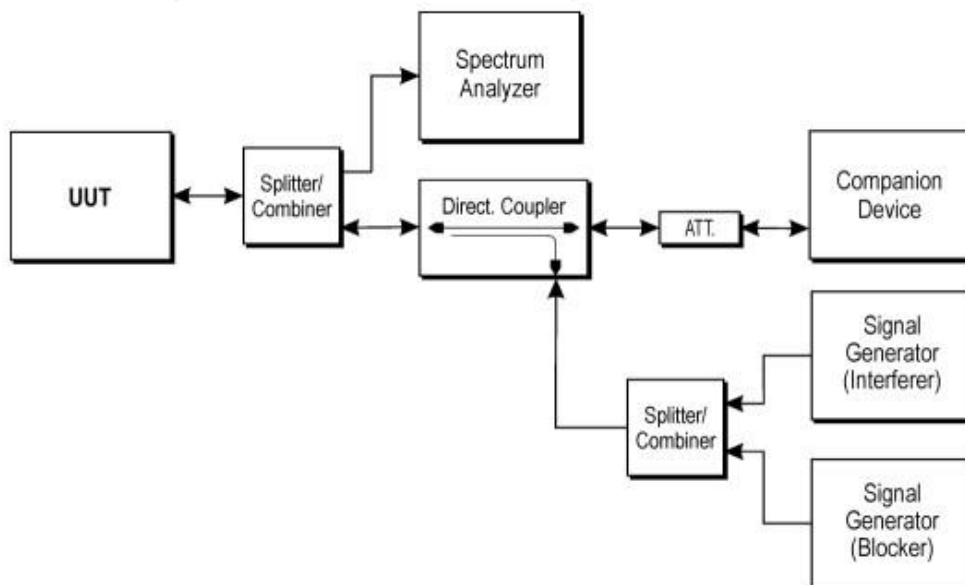 Spectrum
Analyzer
UUT
Splitter/
Combiner
Direct. Coupler
ATT.
Companion
Device
Signal
Generator
(Interferer)
Splitter/
Combiner
Signal
Generator
(Blocker)